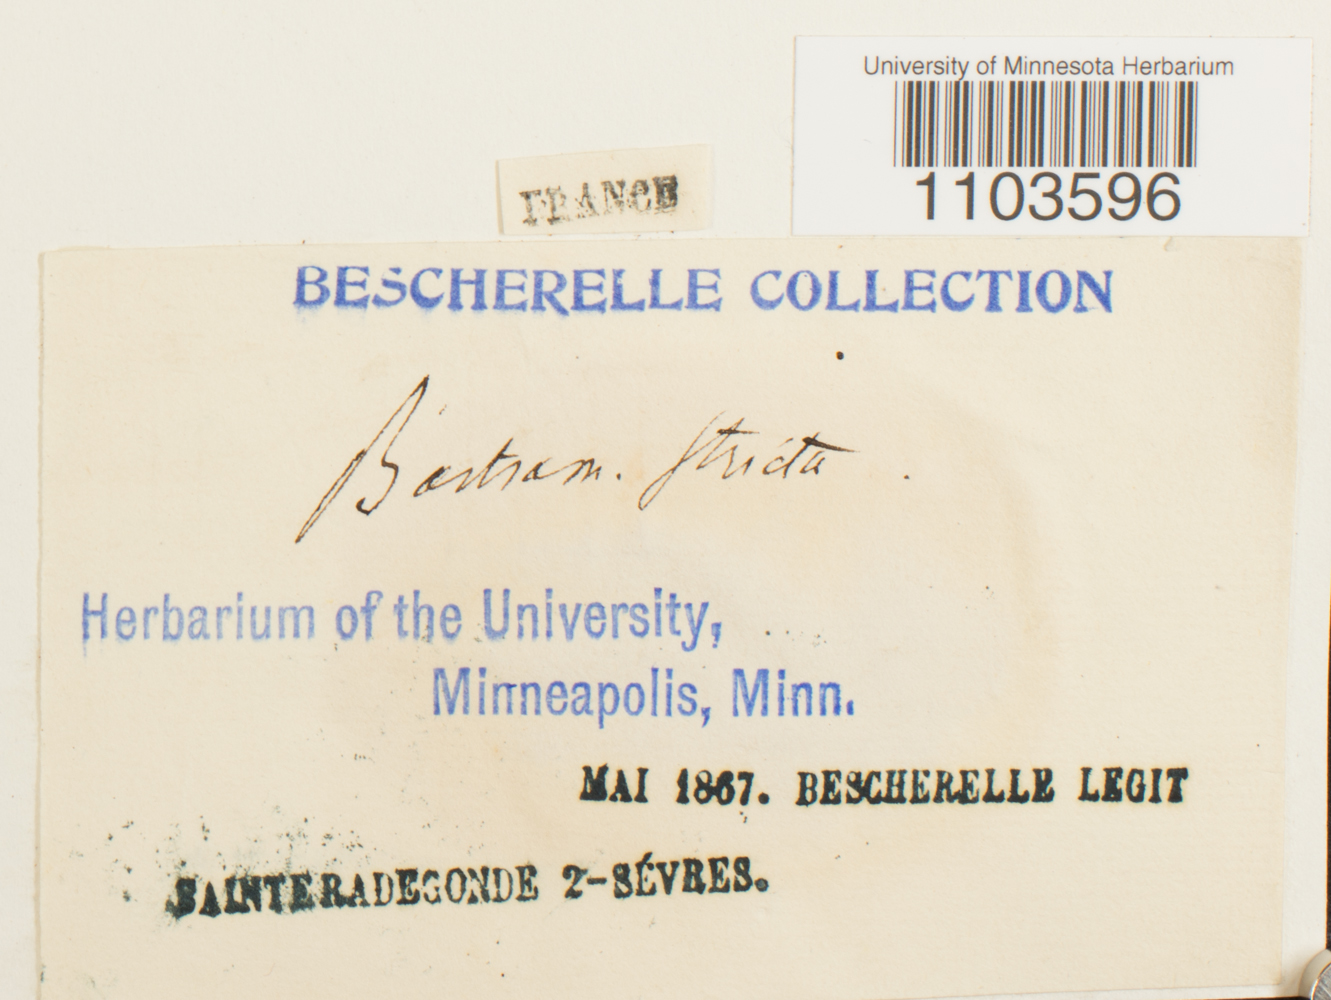 University of Minnesota Herbarium
1103596
FRANCE
BESCHERELLE COLLECTION
Bartram. stricta.
Herbarium of the University,
Minneapolis, Minn.
MAI 1867. BESCHERELLE LEGIT
SAINTERADEGONDE 2-SÉVRES.